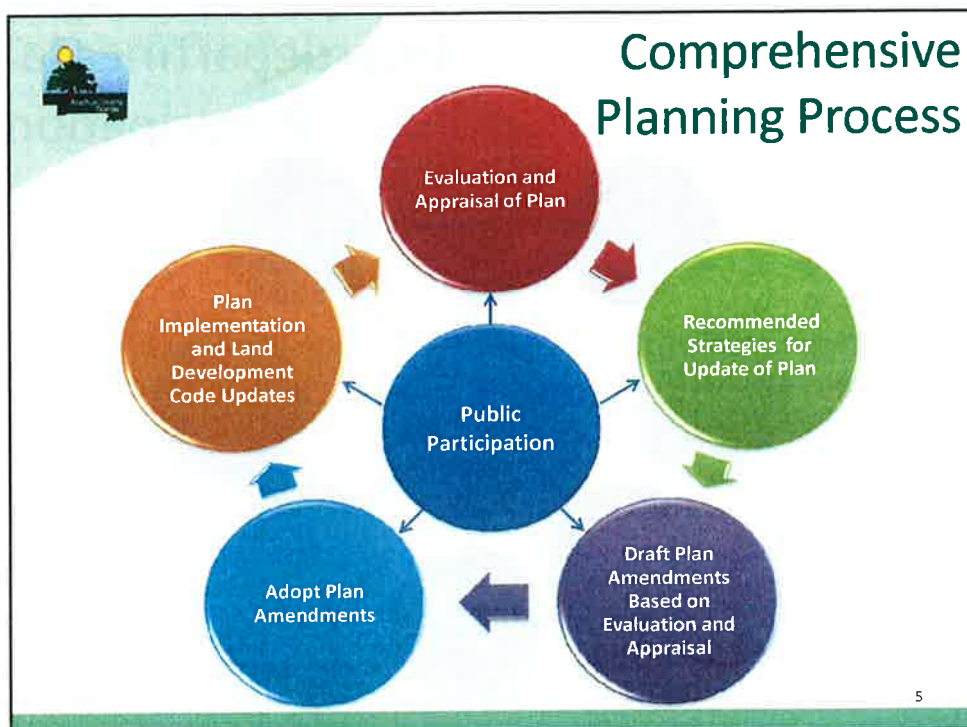 Comprehensive
Planning Process
Evaluation and
Appraisal of Plan
Recommended
Strategies for
Update of Plan
Draft Plan
Amendments
Based on
Evaluation and
Appraisal
Adopt Plan
Amendments
Plan
Implementation
and Land
Development
Code Updates
Public
Participation
5